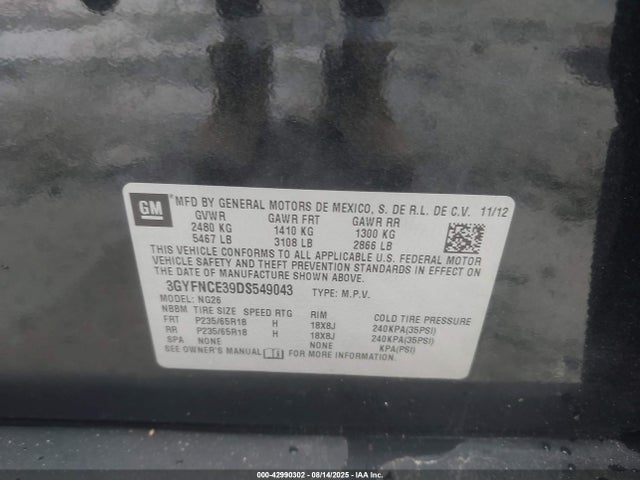 GM
MFD BY GENERAL MOTORS DE MEXICO, S. DE R.L. DE C.V. 11/12
GVWR GAWR FRT GAWR RR
2480 KG 1410 KG 1300 KG
5467 LB 3108 LB 2866 LB
THIS VEHICLE CONFORMS TO ALL APPLICABLE U.S. FEDERAL MOTOR
VEHICLE SAFETY AND THEFT PREVENTION STANDARDS IN EFFECT ON
THE DATE OF MANUFACTURE SHOWN ABOVE.
3GYFNCE39DS549043 TYPE: M.P.V.
MODEL: NG26
NBBM TIRE SIZE SPEED RTG RIM COLD TIRE PRESSURE
FRT P235/65R18 H 18X8J 240KPA(35PSI)
RR P235/65R18 H 18X8J 240KPA(35PSI)
SPA NONE NONE KPA(PSI)
SEE OWNER'S MANUAL FOR MORE INFORMATION.
000-42990302 - 08/14/2025 - IAAI.COM